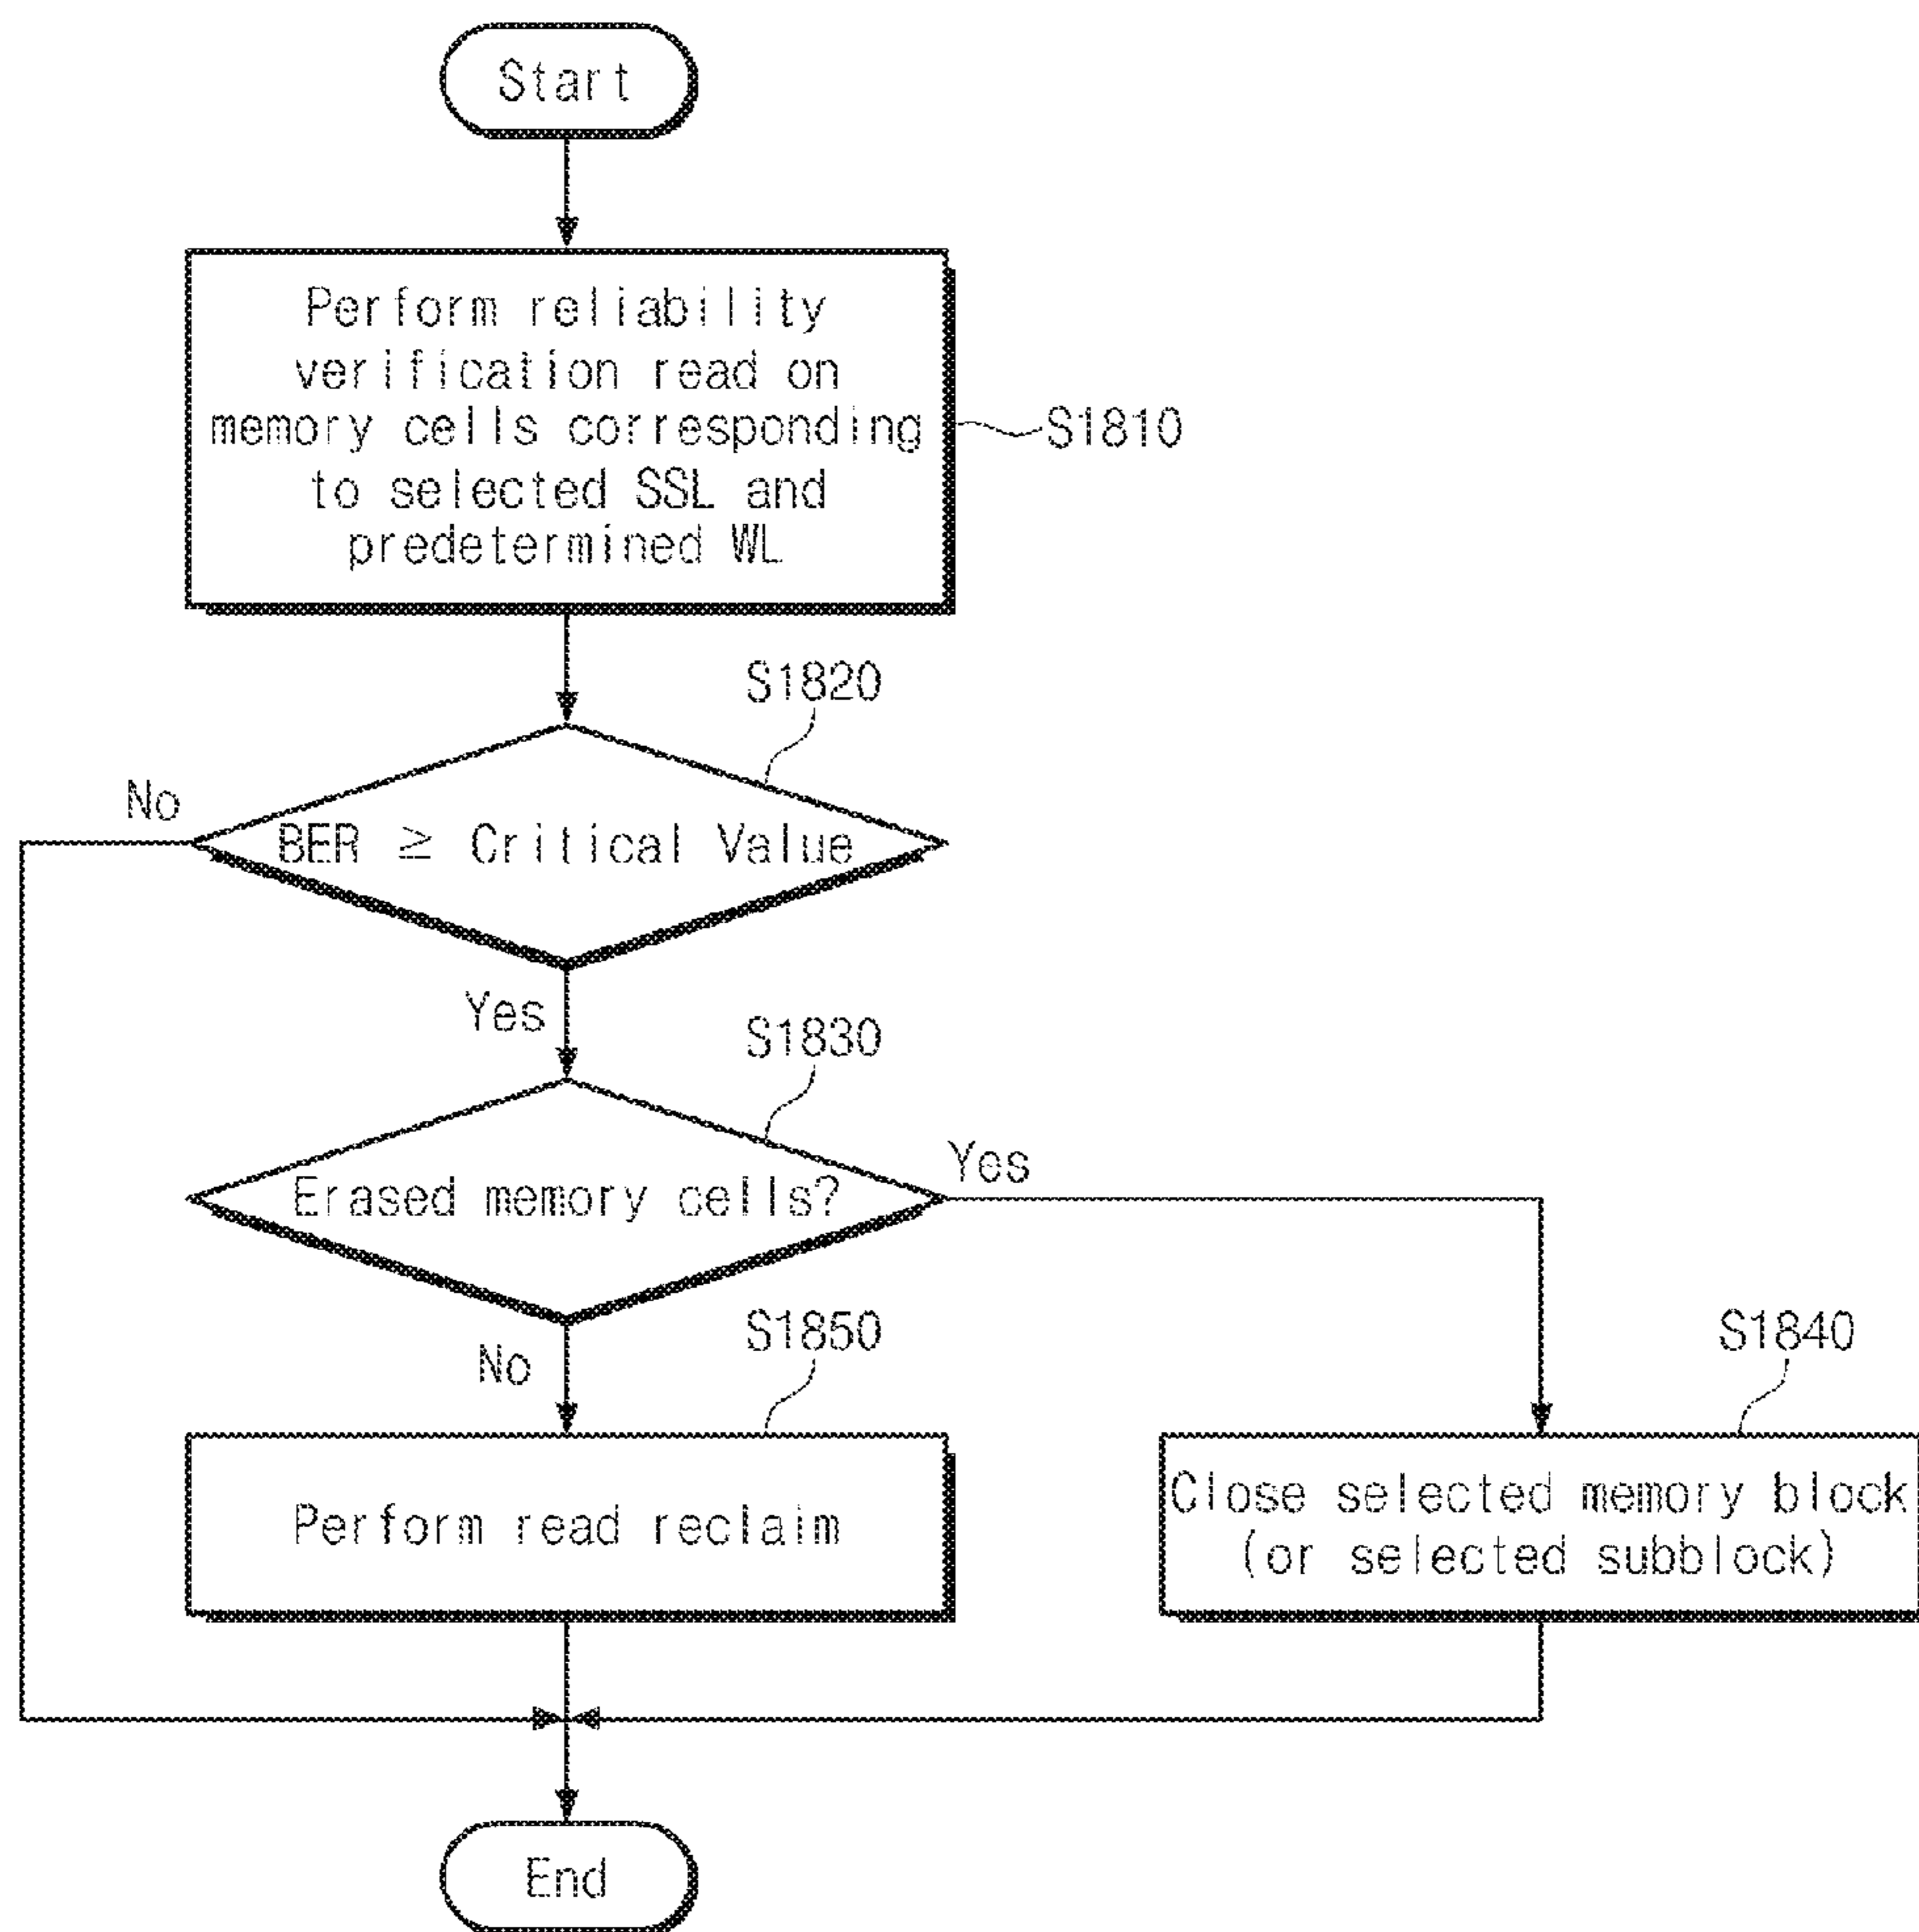 Start
Perform reliability
verification read on
memory cells corresponding
to selected SSL and
predetermined WL
S1810
S1820
No
BER ≥ Critical Value
Yes
S1830
Erased memory cells?
Yes
No
S1850
S1840
Perform read reclaim
Close selected memory block
(or selected subblock)
End